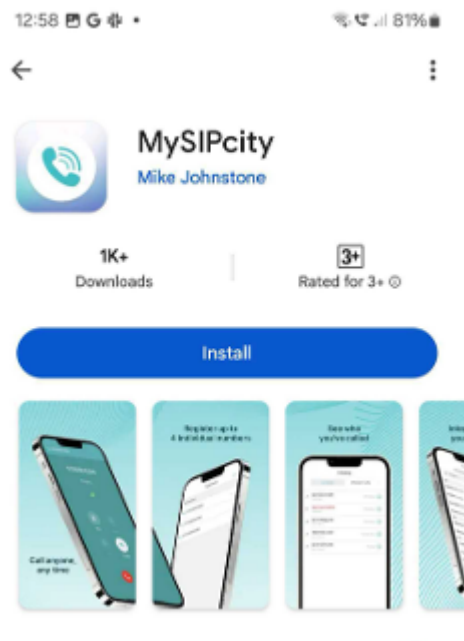 12:58
81%
MySIPcity
Mike Johnstone
1K+
Downloads
3+
Rated for 3+
Install
Call anyone,
any time
Register up to
4 individual numbers
See who
you've called